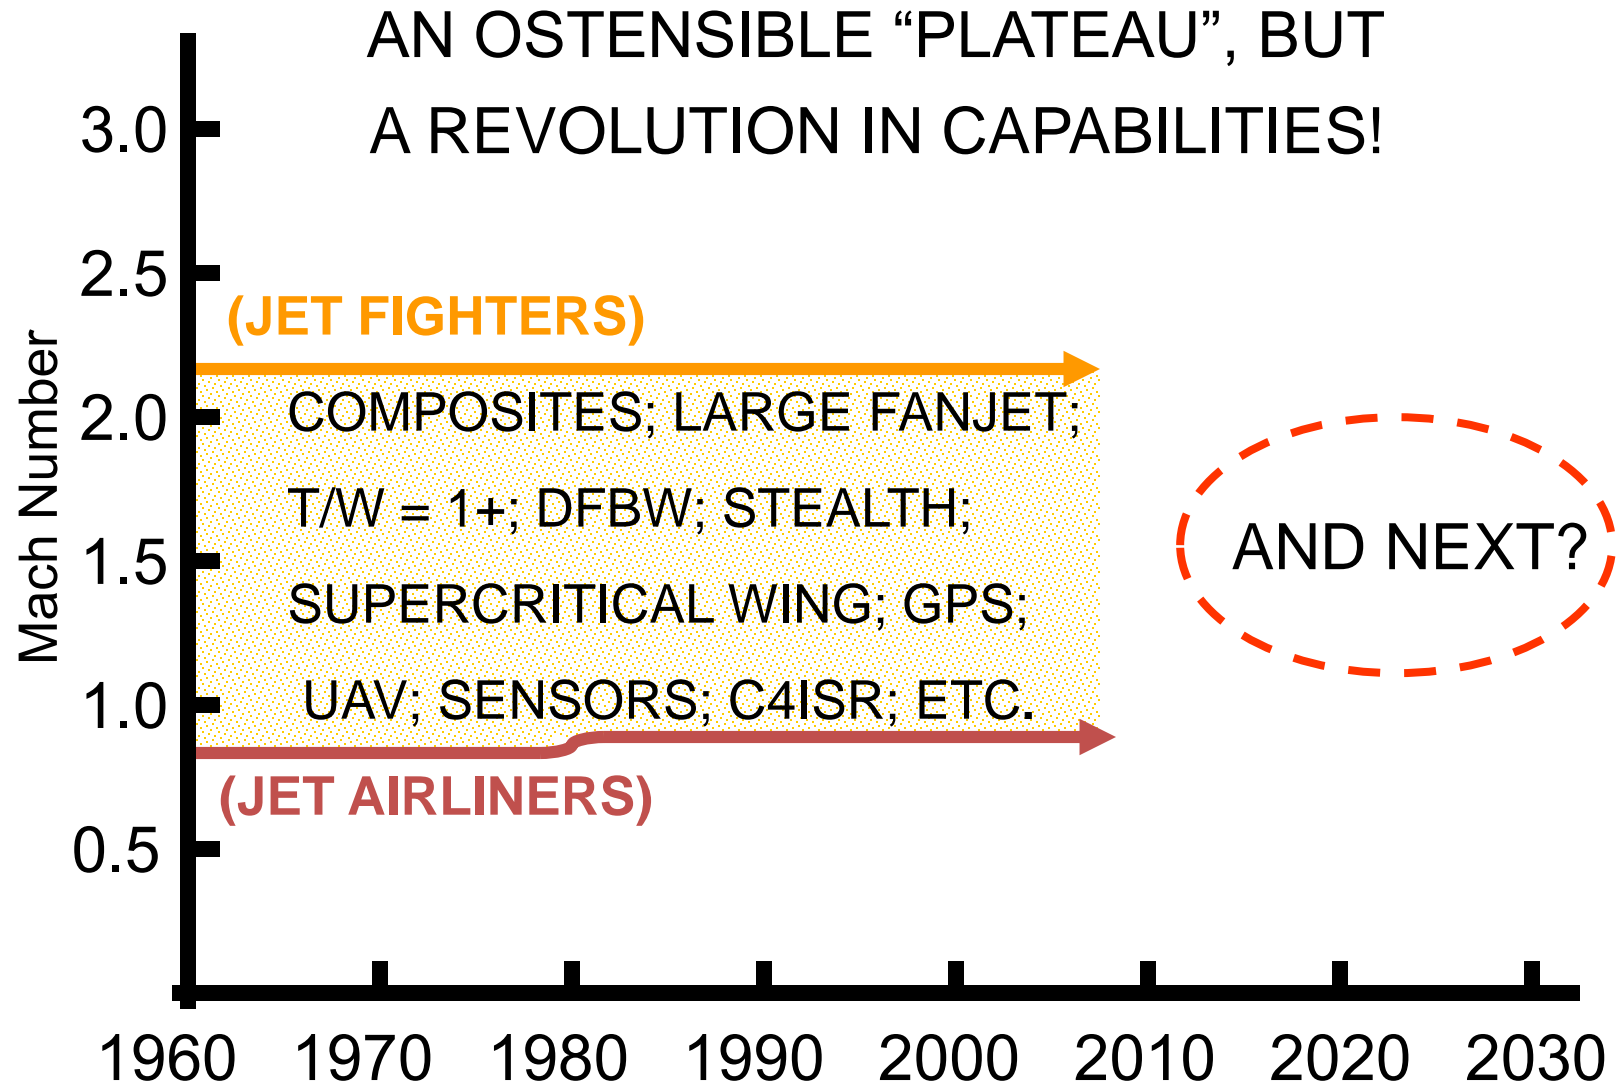 AN OSTENSIBLE “PLATEAU”, BUT
A REVOLUTION IN CAPABILITIES!
Mach Number
3.0
2.5
2.0
1.5
1.0
0.5
(JET FIGHTERS)
COMPOSITES; LARGE FANJET;
T/W = 1+; DFBW; STEALTH;
SUPERCRITICAL WING; GPS;
UAV; SENSORS; C4ISR; ETC.
(JET AIRLINERS)
AND NEXT?
1960 1970 1980 1990 2000 2010 2020 2030